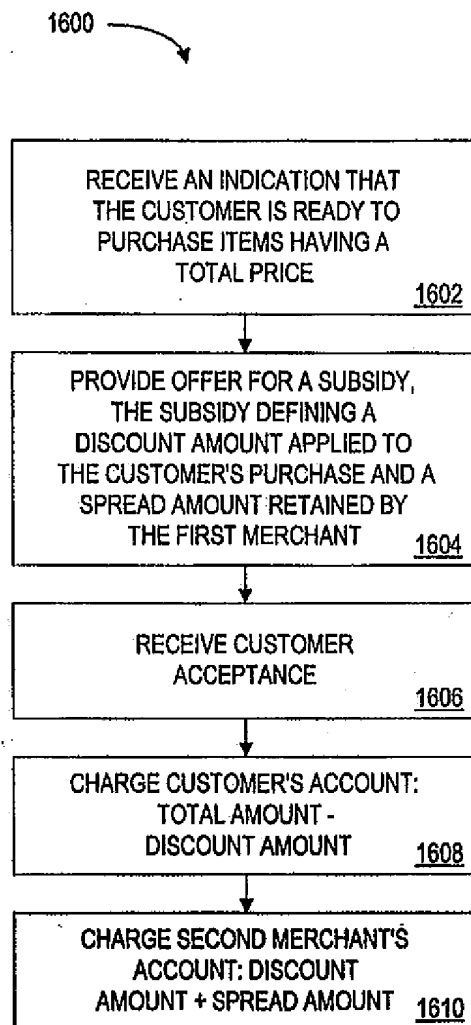 1600
RECEIVE AN INDICATION THAT
THE CUSTOMER IS READY TO
PURCHASE ITEMS HAVING A
TOTAL PRICE
1602
PROVIDE OFFER FOR A SUBSIDY,
THE SUBSIDY DEFINING A
DISCOUNT AMOUNT APPLIED TO
THE CUSTOMER'S PURCHASE AND A
SPREAD AMOUNT RETAINED BY
THE FIRST MERCHANT
1604
RECEIVE CUSTOMER
ACCEPTANCE
1606
CHARGE CUSTOMER'S ACCOUNT:
TOTAL AMOUNT -
DISCOUNT AMOUNT
1608
CHARGE SECOND MERCHANT'S
ACCOUNT: DISCOUNT
AMOUNT + SPREAD AMOUNT
1610